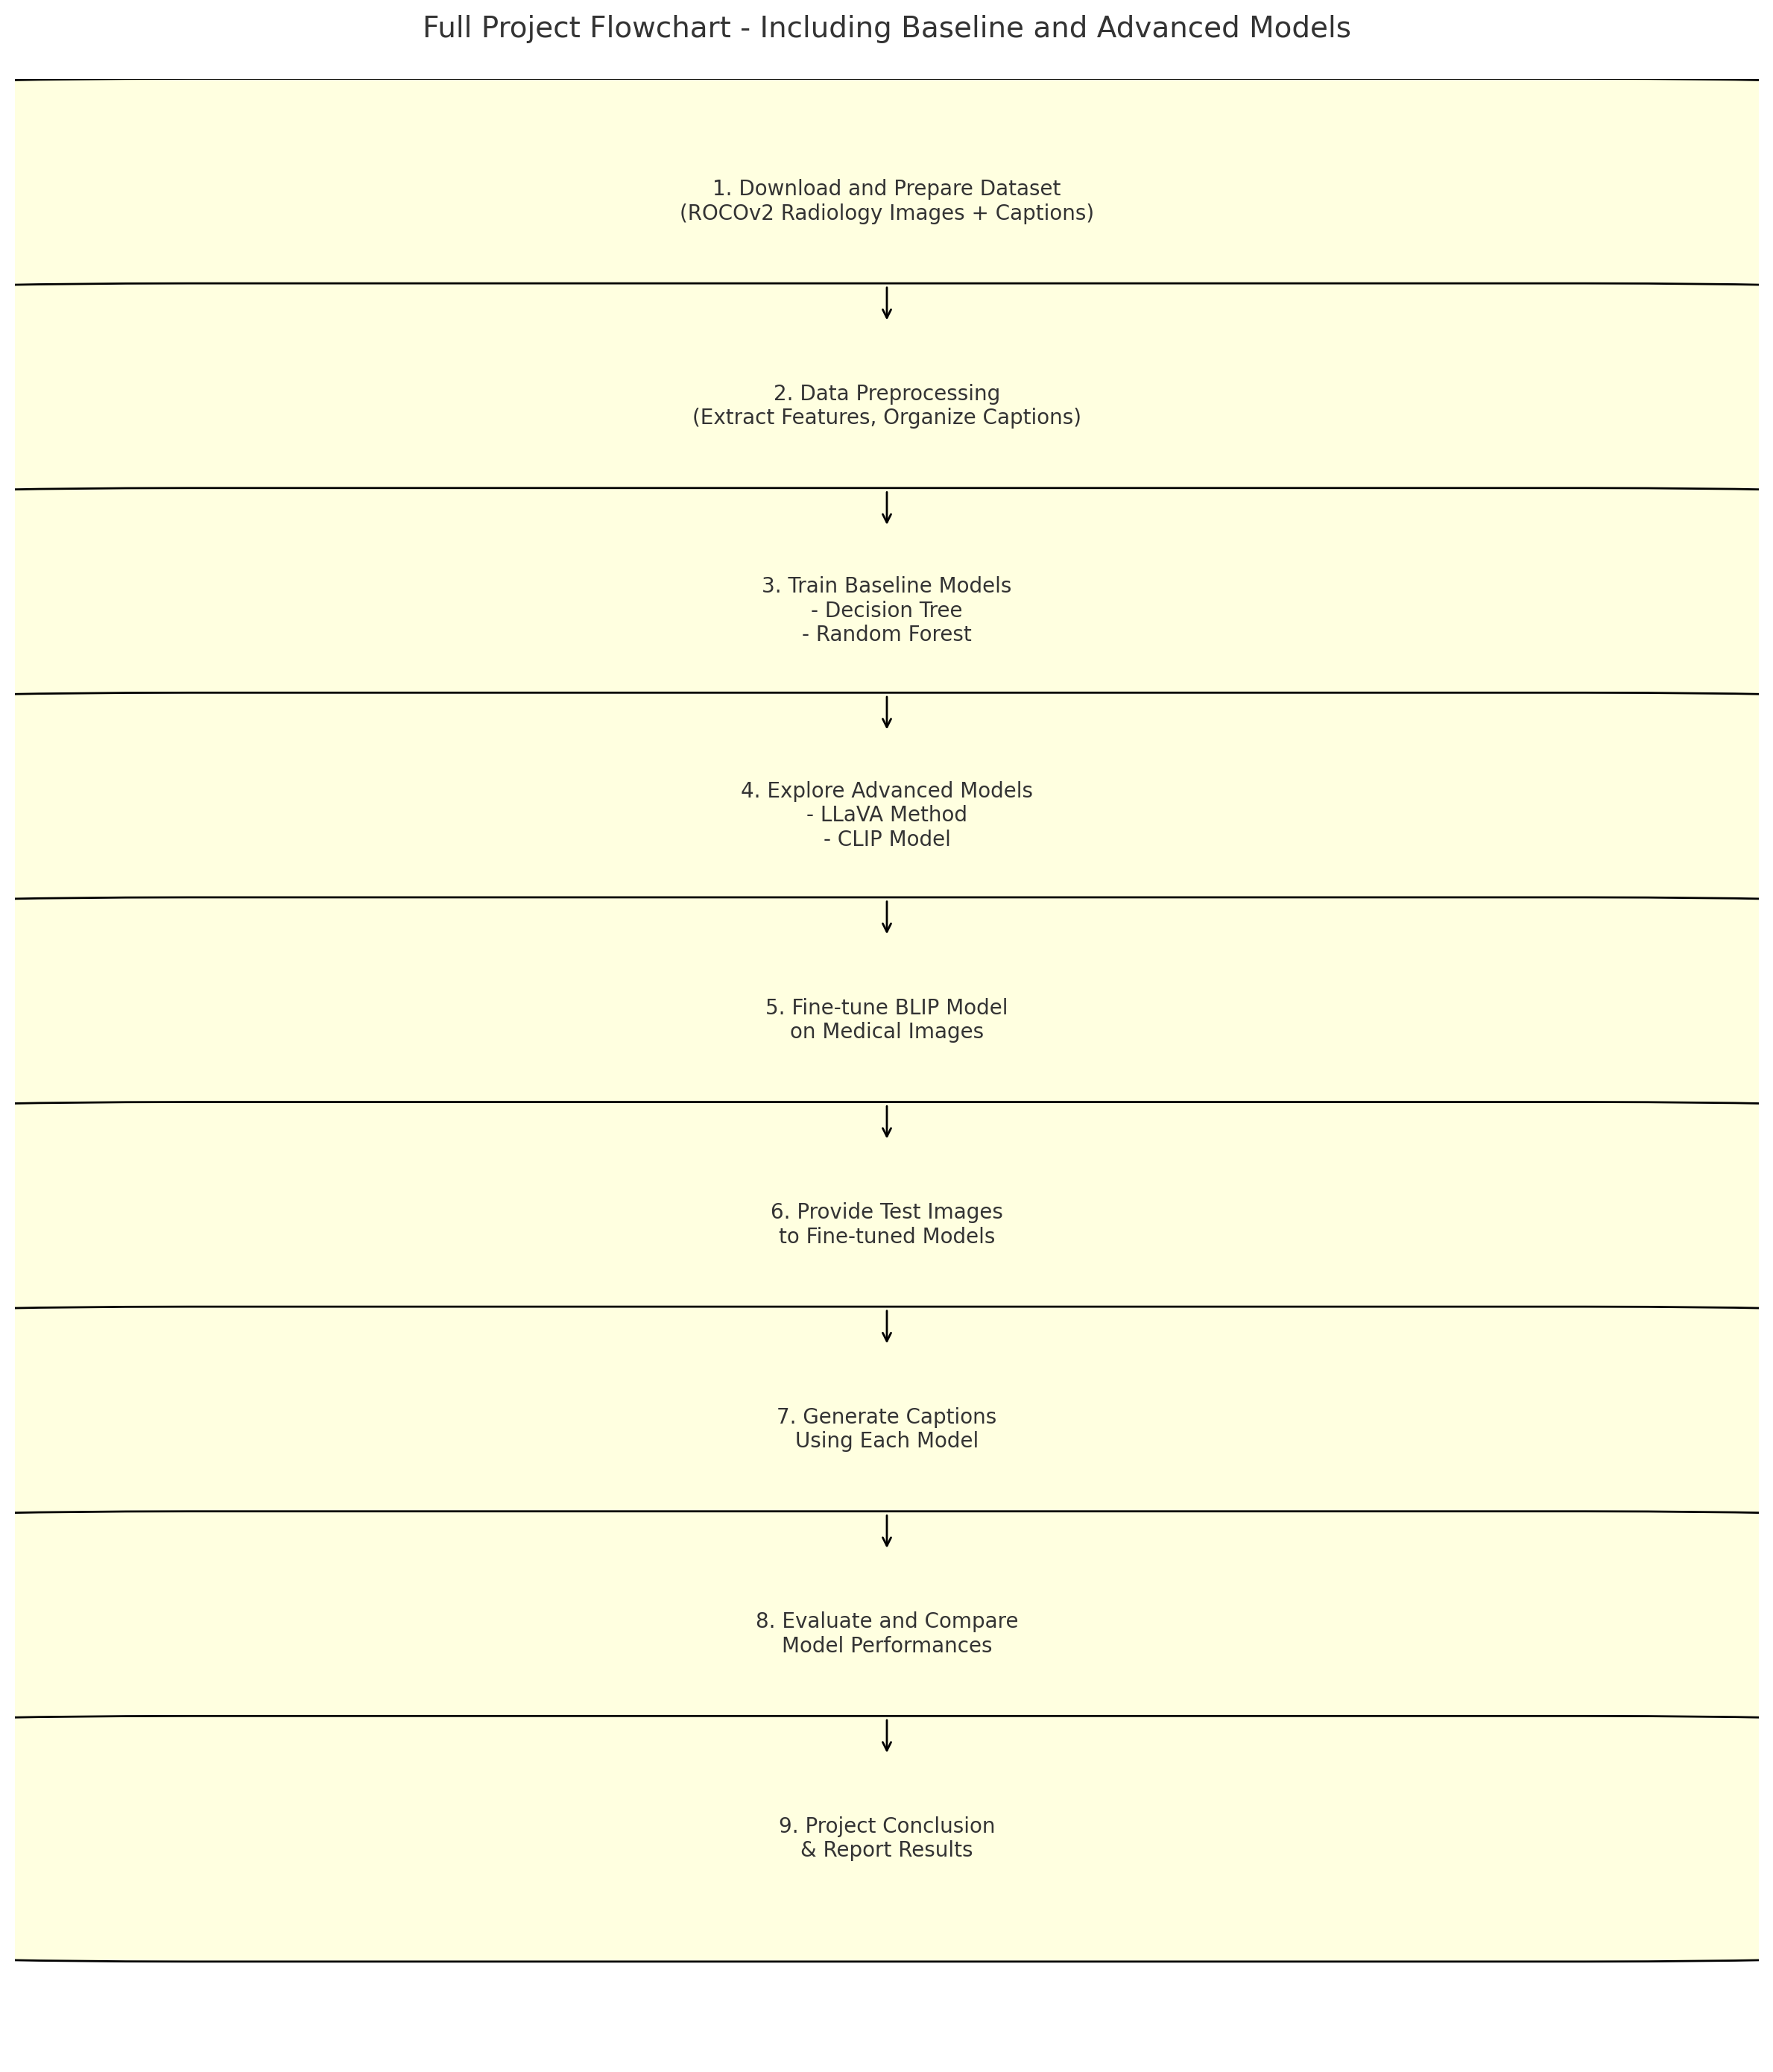 Full Project Flowchart - Including Baseline and Advanced Models
1. Download and Prepare Dataset
(ROCOv2 Radiology Images + Captions)
2. Data Preprocessing
(Extract Features, Organize Captions)
3. Train Baseline Models
- Decision Tree
- Random Forest
4. Explore Advanced Models
- LLaVA Method
- CLIP Model
5. Fine-tune BLIP Model
on Medical Images
6. Provide Test Images
to Fine-tuned Models
7. Generate Captions
Using Each Model
8. Evaluate and Compare
Model Performances
9. Project Conclusion
& Report Results